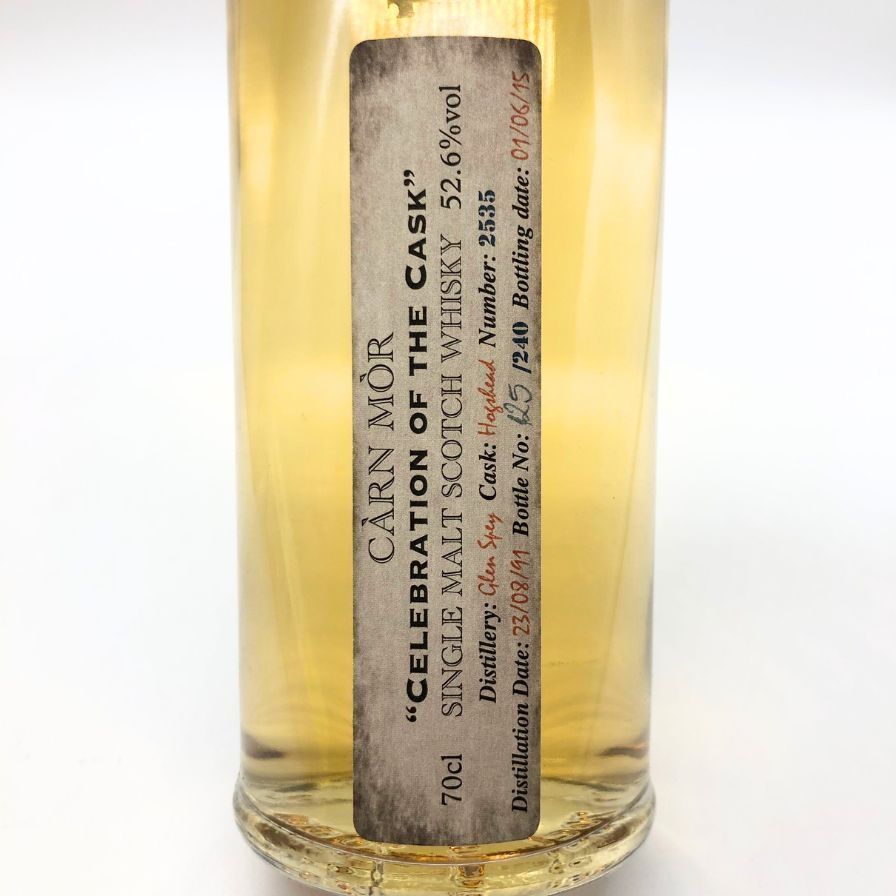 CÀRN MÒR
“CELEBRATION OF THE CASK”
70cl SINGLE MALT SCOTCH WHISKY 52.6%vol
Distillery: Glen Spey Cask: Hogshead Number: 2535
Distillation Date: 23/08/91 Bottle No: 125 /240 Bottling date: 01/06/15